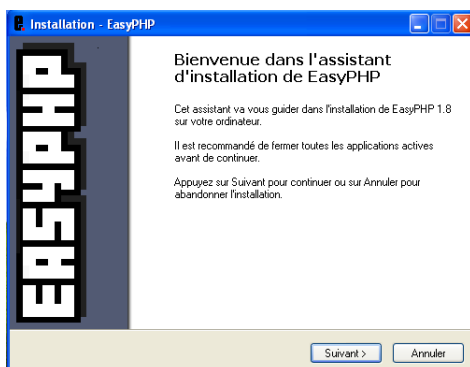 Installation - EasyPHP
EASYPHP
Bienvenue dans l'assistant
d'installation de EasyPHP
Cet assistant va vous guider dans l'installation de EasyPHP 1.8
sur votre ordinateur.
Il est recommandé de fermer toutes les applications actives
avant de continuer.
Appuyez sur Suivant pour continuer ou sur Annuler pour
abandonner l'installation.
Suivant >
Annuler